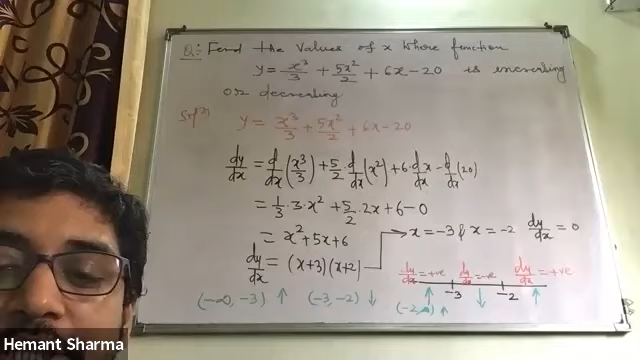 Q:- Find the values of x where function
y = x³/3 + 5x²/2 + 6x - 20 is increasing
or decreasing
Solⁿ)
y = x³/3 + 5x²/2 + 6x - 20
dy/dx = d/dx (x³/3) + 5/2 · d/dx (x²) + 6 · d/dx x - d/dx (20)
= 1/3 · 3 · x² + 5/2 · 2x + 6 - 0
= x² + 5x + 6
dy/dx = (x+3)(x+2) → x = -3 & x = -2 dy/dx = 0
dy/dx = +ve dy/dx = -ve dy/dx = +ve
↑ -3 ↓ -2 ↑
(-∞, -3) ↑ (-3, -2) ↓ (-2, ∞) ↑
Hemant Sharma